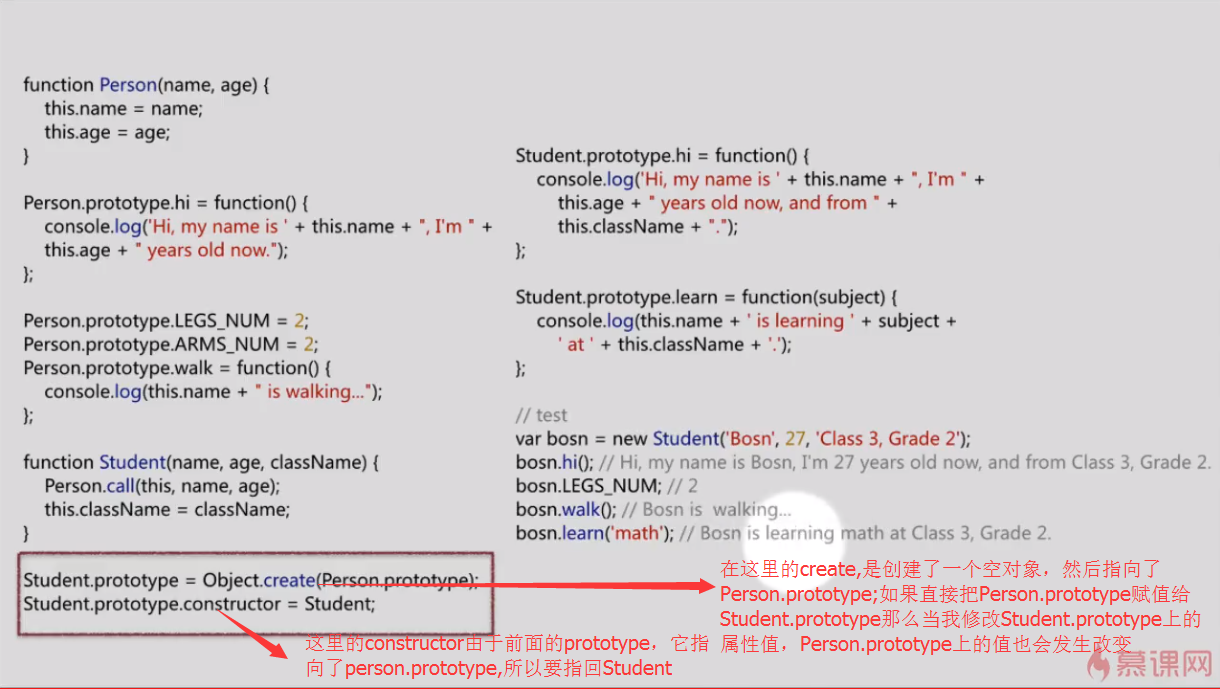 function Person(name, age) {
this.name = name;
this.age = age;
}
Person.prototype.hi = function() {
console.log('Hi, my name is ' + this.name + ", I'm " +
this.age + " years old now.");
};
Person.prototype.LEGS_NUM = 2;
Person.prototype.ARMS_NUM = 2;
Person.prototype.walk = function() {
console.log(this.name + " is walking...");
};
function Student(name, age, className) {
Person.call(this, name, age);
this.className = className;
}
Student.prototype = Object.create(Person.prototype);
Student.prototype.constructor = Student;
这里的constructor由于前面的prototype，它指
向了person.prototype,所以要指回Student
Student.prototype.hi = function() {
console.log('Hi, my name is ' + this.name + ", I'm " +
this.age + " years old now, and from " +
this.className + ".");
};
Student.prototype.learn = function(subject) {
console.log(this.name + ' is learning ' + subject +
' at ' + this.className + '.');
};
// test
var bosn = new Student('Bosn', 27, 'Class 3, Grade 2');
bosn.hi(); // Hi, my name is Bosn, I'm 27 years old now, and from Class 3, Grade 2.
bosn.LEGS_NUM; // 2
bosn.walk(); // Bosn is walking...
bosn.learn('math'); // Bosn is learning math at Class 3, Grade 2.
在这里的create,是创建了一个空对象，然后指向了
Person.prototype;如果直接把Person.prototype赋值给
Student.prototype那么当我修改Student.prototype上的
属性值，Person.prototype上的值也会发生改变
慕课网